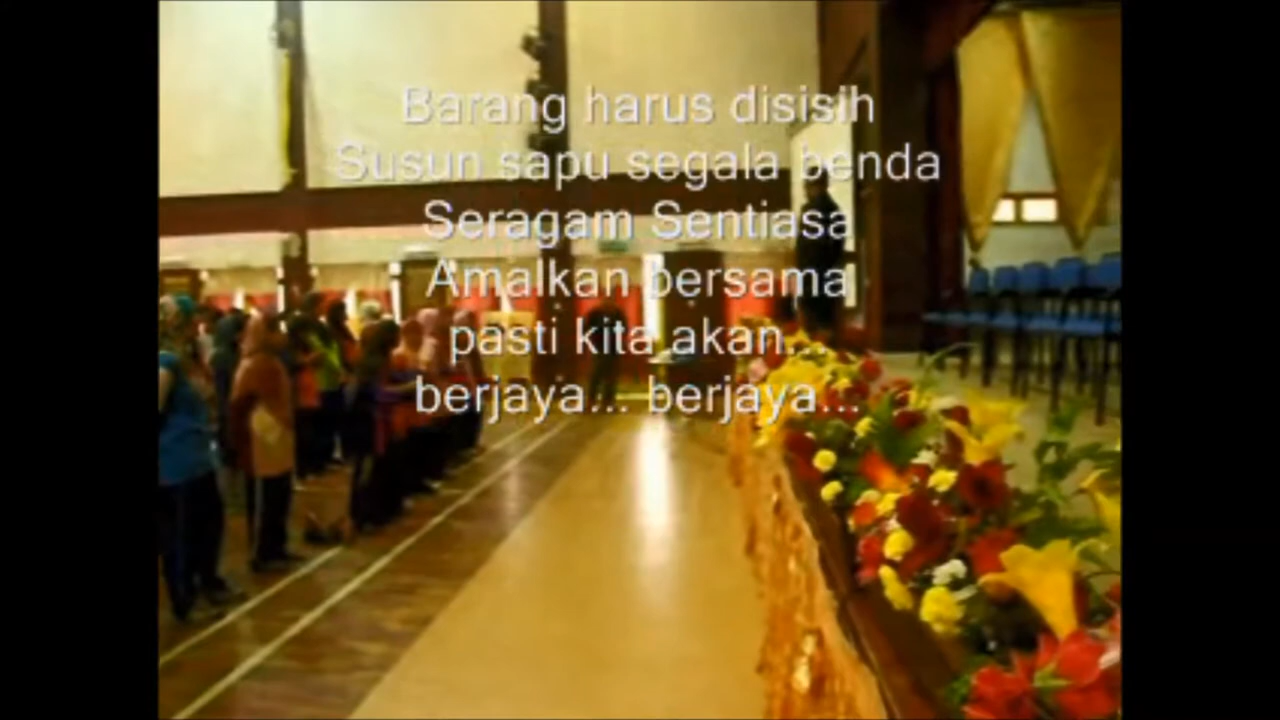 Barang harus disisih
Susun sapu segala benda
Seragam Sentiasa
Amalkan bersama
pasti kita akan...
berjaya... berjaya...